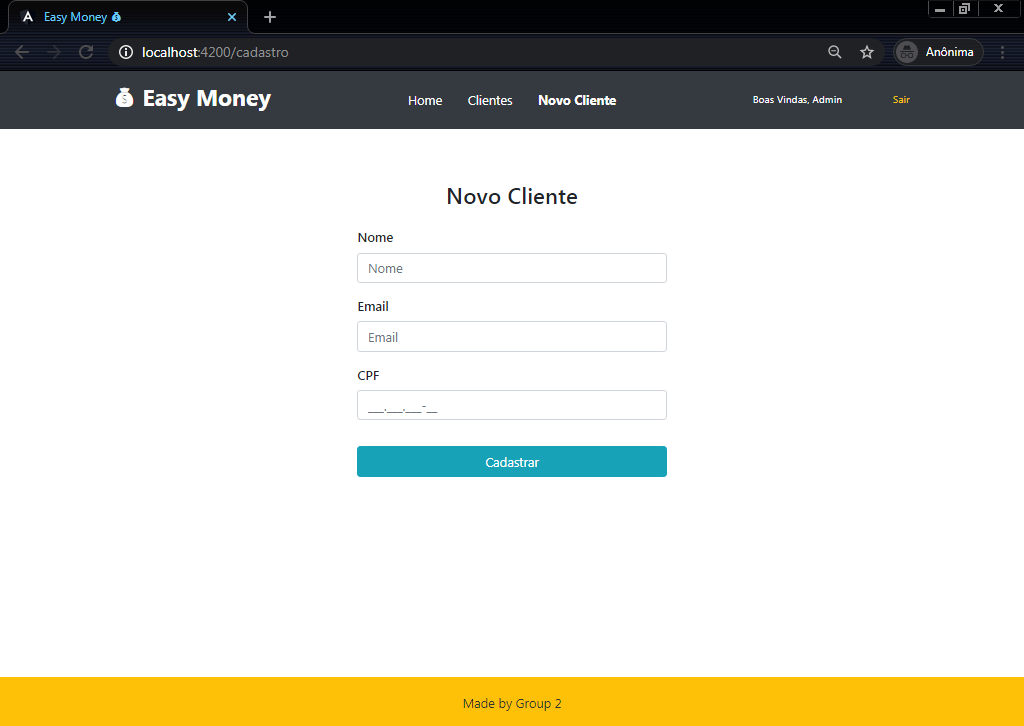 Easy Money
localhost:4200/cadastro
Anônima
Easy Money
Home Clientes Novo Cliente
Boas Vindas, Admin
Sair
Novo Cliente
Nome
Nome
Email
Email
CPF
___.___.___-__
Cadastrar
Made by Group 2